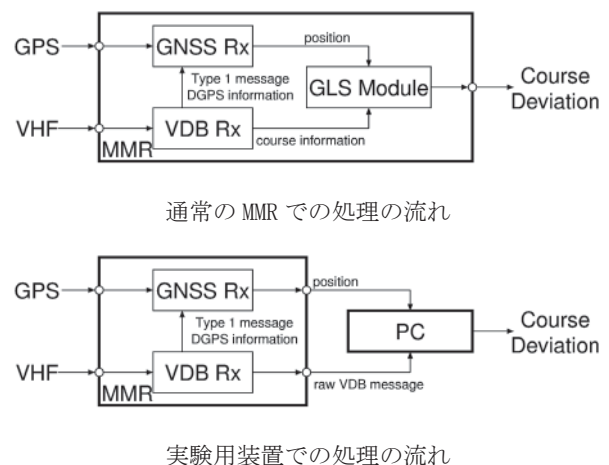 GPS
GNSS Rx
position
Type 1 message
DGPS information
GLS Module
Course
Deviation
VHF
VDB Rx
course information
MMR
通常の MMR での処理の流れ
GPS
GNSS Rx
position
Type 1 message
DGPS information
PC
Course
Deviation
VHF
VDB Rx
raw VDB message
MMR
実験用装置での処理の流れ